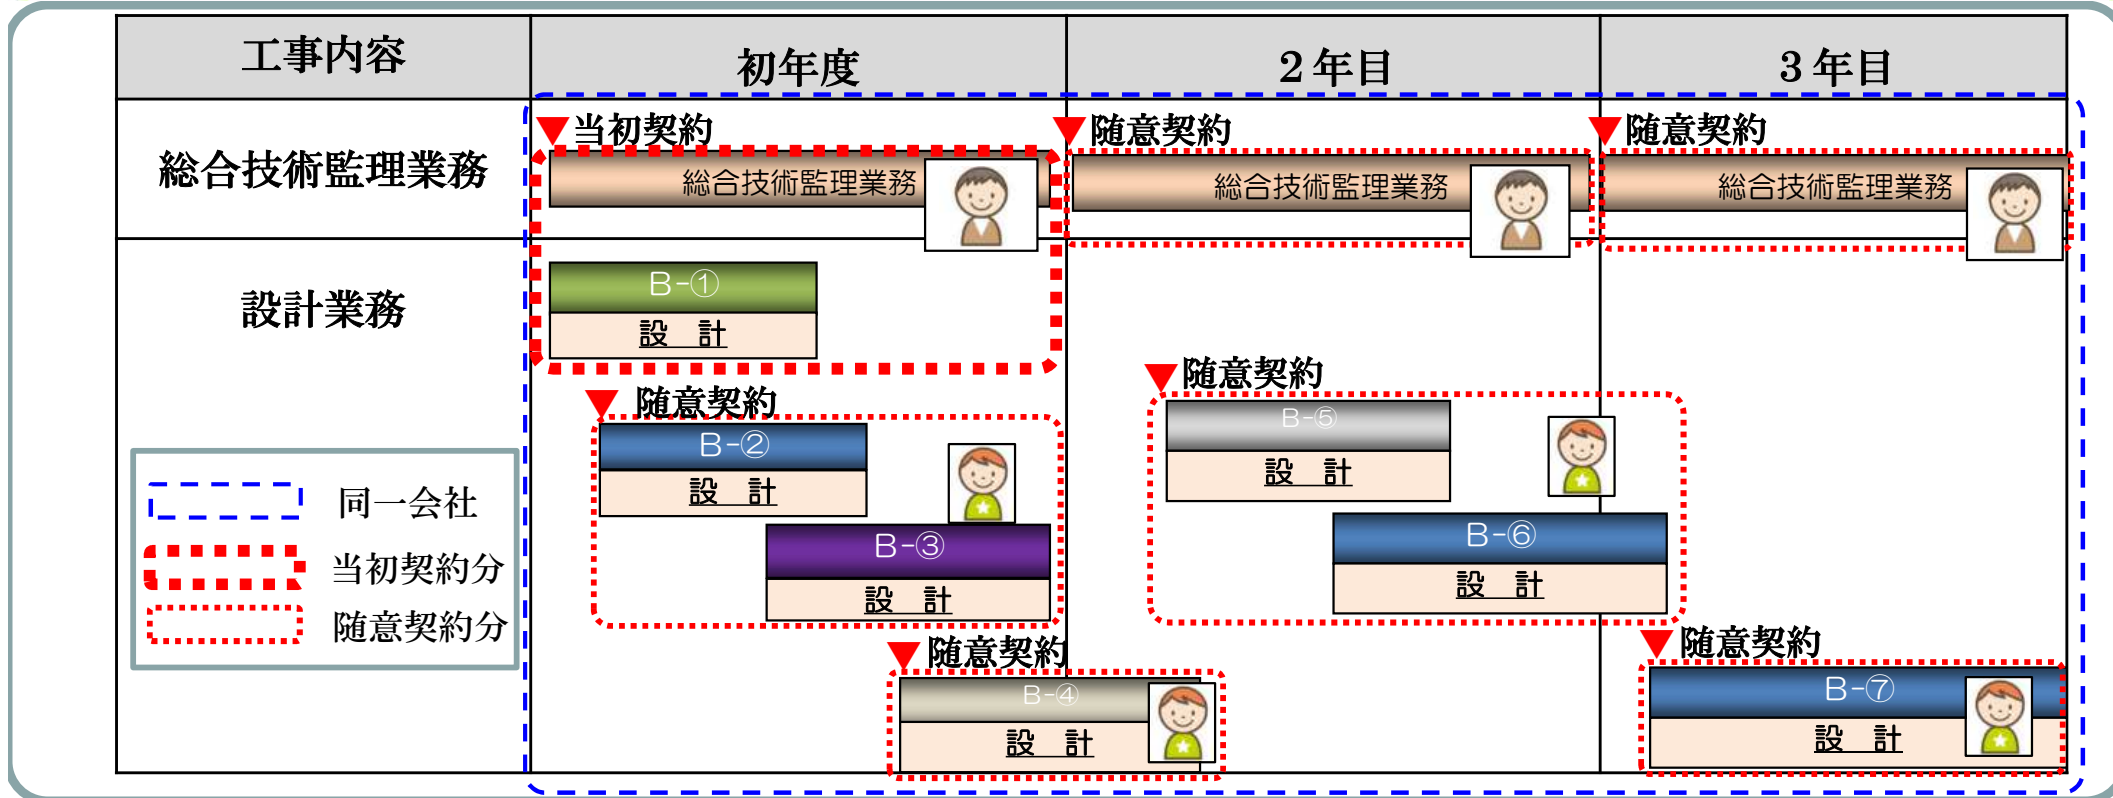 工事内容
初年度
2年目
3年目
総合技術監理業務
▼当初契約
総合技術監理業務
▼随意契約
総合技術監理業務
▼随意契約
総合技術監理業務
設計業務
B-①
設 計
▼随意契約
B-②
設 計
B-③
設 計
▼随意契約
B-④
設 計
▼随意契約
B-⑤
設 計
B-⑥
設 計
▼随意契約
B-⑦
設 計
同一会社
当初契約分
随意契約分